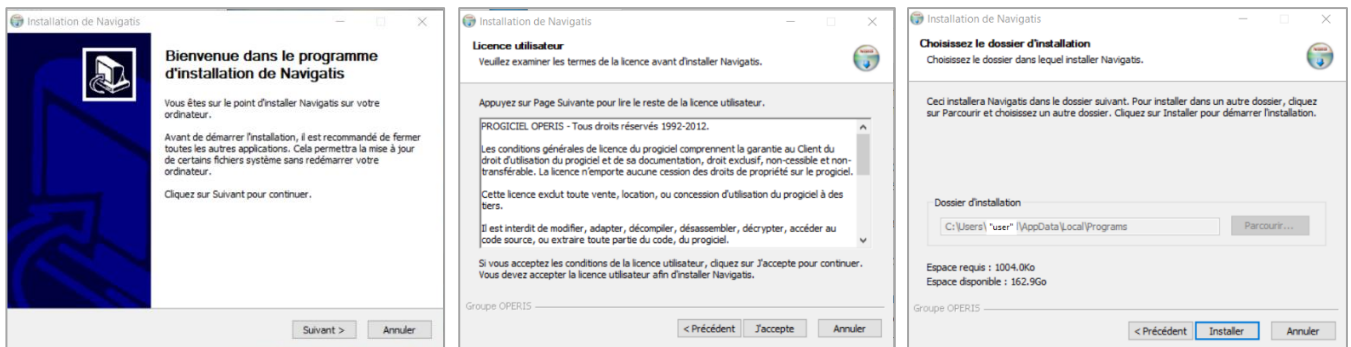 Installation de Navigatis
Bienvenue dans le programme
d'installation de Navigatis
Vous êtes sur le point d'installer Navigatis sur votre
ordinateur.
Avant de démarrer l'installation, il est recommandé de fermer
toutes les autres applications. Cela permettra la mise à jour
de certains fichiers système sans redémarrer votre
ordinateur.
Cliquez sur Suivant pour continuer.
Suivant >
Annuler
Installation de Navigatis
Licence utilisateur
Veuillez examiner les termes de la licence avant d'installer Navigatis.
Appuyez sur Page Suivante pour lire le reste de la licence utilisateur.
PROGICIEL OPERIS - Tous droits réservés 1992-2012.
Les conditions générales de licence du progiciel comprennent la garantie au Client du
droit d'utilisation du progiciel et de sa documentation, droit exclusif, non-cessible et non-
transférable. La licence n'emporte aucune cession des droits de propriété sur le progiciel.
Cette licence exclut toute vente, location, ou concession d'utilisation du progiciel à des
tiers.
Il est interdit de modifier, adapter, décompiler, désassembler, décrypter, accéder au
code source, ou extraire toute partie du code, du progiciel.
Si vous acceptez les conditions de la licence utilisateur, cliquez sur J'accepte pour continuer.
Vous devez accepter la licence utilisateur afin d'installer Navigatis.
Groupe OPERIS
< Précédent
J'accepte
Annuler
Installation de Navigatis
Choisissez le dossier d'installation
Choisissez le dossier dans lequel installer Navigatis.
Ceci installera Navigatis dans le dossier suivant. Pour installer dans un autre dossier, cliquez
sur Parcourir et choisissez un autre dossier. Cliquez sur Installer pour démarrer l'installation.
Dossier d'installation
C:\Users\ "user" l\AppData\Local\Programs
Parcourir...
Espace requis : 1004.0Ko
Espace disponible : 162.9Go
Groupe OPERIS
< Précédent
Installer
Annuler